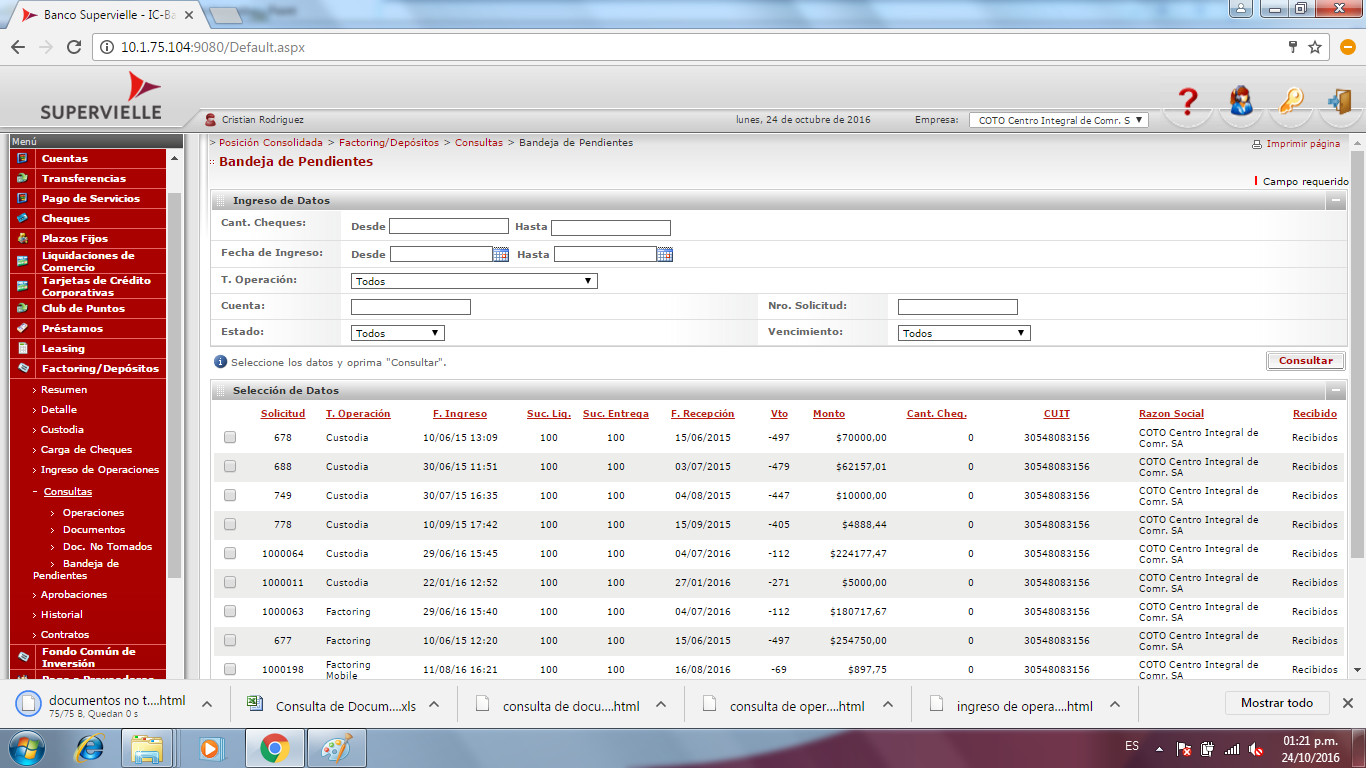 Banco Supervielle - IC-Ba
10.1.75.104:9080/Default.aspx
SUPERVIELLE
Cristian Rodriguez
lunes, 24 de octubre de 2016
Empresa:
COTO Centro Integral de Comr. S
Menú
Cuentas
Transferencias
Pago de Servicios
Cheques
Plazos Fijos
Liquidaciones de
Comercio
Tarjetas de Crédito
Corporativas
Club de Puntos
Préstamos
Leasing
Factoring/Depósitos
Resumen
Detalle
Custodia
Carga de Cheques
Ingreso de Operaciones
Consultas
Operaciones
Documentos
Doc. No Tomados
Bandeja de
Pendientes
Aprobaciones
Historial
Contratos
Fondo Común de
Inversión
> Posición Consolidada > Factoring/Depósitos > Consultas > Bandeja de Pendientes
Imprimir página
Bandeja de Pendientes
Campo requerido
Ingreso de Datos
Cant. Cheques: Desde Hasta
Fecha de Ingreso: Desde Hasta
T. Operación: Todos
Cuenta: Nro. Solicitud:
Estado: Todos Vencimiento: Todos
Seleccione los datos y oprima "Consultar".
Consultar
Selección de Datos
Solicitud T. Operación F. Ingreso Suc. Liq. Suc. Entrega F. Recepción Vto Monto Cant. Cheq. CUIT Razon Social Recibido
678 Custodia 10/06/15 13:09 100 100 15/06/2015 -497 $70000,00 0 30548083156 COTO Centro Integral de Comr. SA Recibidos
688 Custodia 30/06/15 11:51 100 100 03/07/2015 -479 $62157,01 0 30548083156 COTO Centro Integral de Comr. SA Recibidos
749 Custodia 30/07/15 16:35 100 100 04/08/2015 -447 $10000,00 0 30548083156 COTO Centro Integral de Comr. SA Recibidos
778 Custodia 10/09/15 17:42 100 100 15/09/2015 -405 $4888,44 0 30548083156 COTO Centro Integral de Comr. SA Recibidos
1000064 Custodia 29/06/16 15:45 100 100 04/07/2016 -112 $224177,47 0 30548083156 COTO Centro Integral de Comr. SA Recibidos
1000011 Custodia 22/01/16 12:52 100 100 27/01/2016 -271 $5000,00 0 30548083156 COTO Centro Integral de Comr. SA Recibidos
1000063 Factoring 29/06/16 15:40 100 100 04/07/2016 -112 $180717,67 0 30548083156 COTO Centro Integral de Comr. SA Recibidos
677 Factoring 10/06/15 12:20 100 100 15/06/2015 -497 $254750,00 0 30548083156 COTO Centro Integral de Comr. SA Recibidos
1000198 Factoring Mobile 11/08/16 16:21 100 100 16/08/2016 -69 $897,75 0 30548083156 COTO Centro Integral de Comr. SA Recibidos
documentos no t....html
75/75 B, Quedan 0 s
Consulta de Docum....xls
consulta de docu....html
consulta de oper....html
ingreso de opera....html
Mostrar todo
ES
01:21 p.m.
24/10/2016